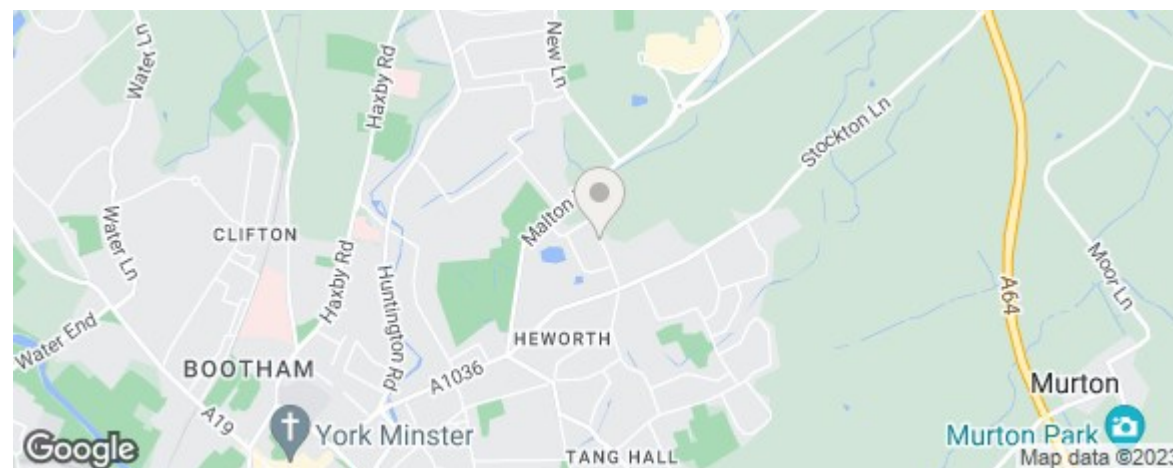 Water Ln
Haxby Rd
New Ln
Stockton Ln
Malton
Water Ln
CLIFTON
Haxby Rd
Huntington Rd
Moor Ln
A64
Water End
HEWORTH
BOOTHAM
A1036
Murton
A19
York Minster
Murton Park
TANG HALL
Google
Map data ©202